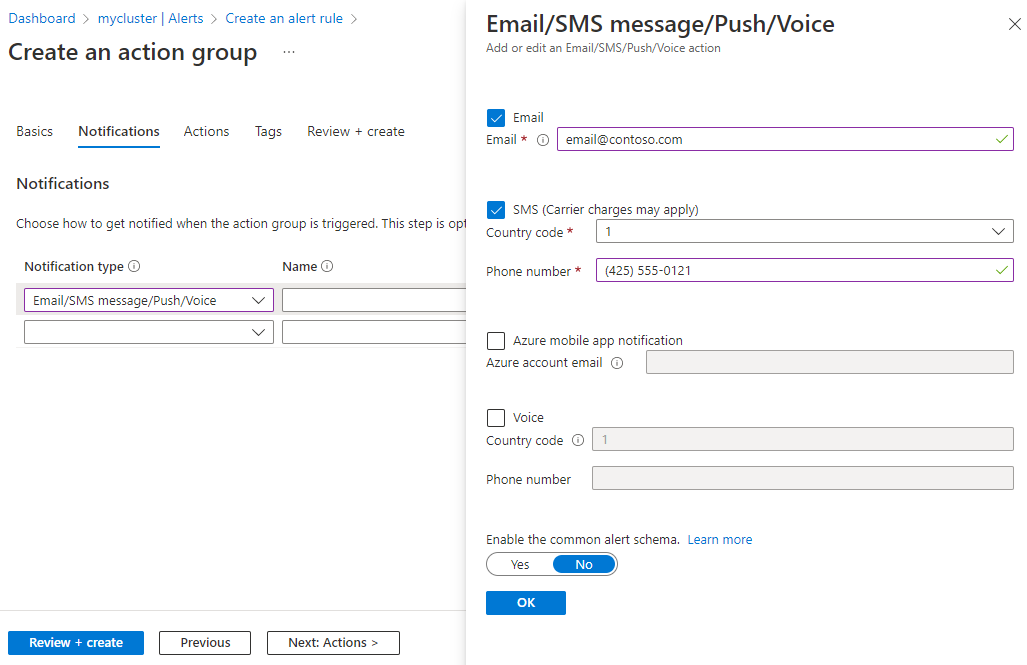 Dashboard > mycluster | Alerts > Create an alert rule >
Create an action group ...
Basics Notifications Actions Tags Review + create
Notifications
Choose how to get notified when the action group is triggered. This step is opt
Notification type Name
Email/SMS message/Push/Voice
Review + create Previous Next: Actions >
Email/SMS message/Push/Voice
Add or edit an Email/SMS/Push/Voice action
Email
Email * email@contoso.com
SMS (Carrier charges may apply)
Country code * 1
Phone number * (425) 555-0121
Azure mobile app notification
Azure account email
Voice
Country code 1
Phone number
Enable the common alert schema. Learn more
Yes No
OK